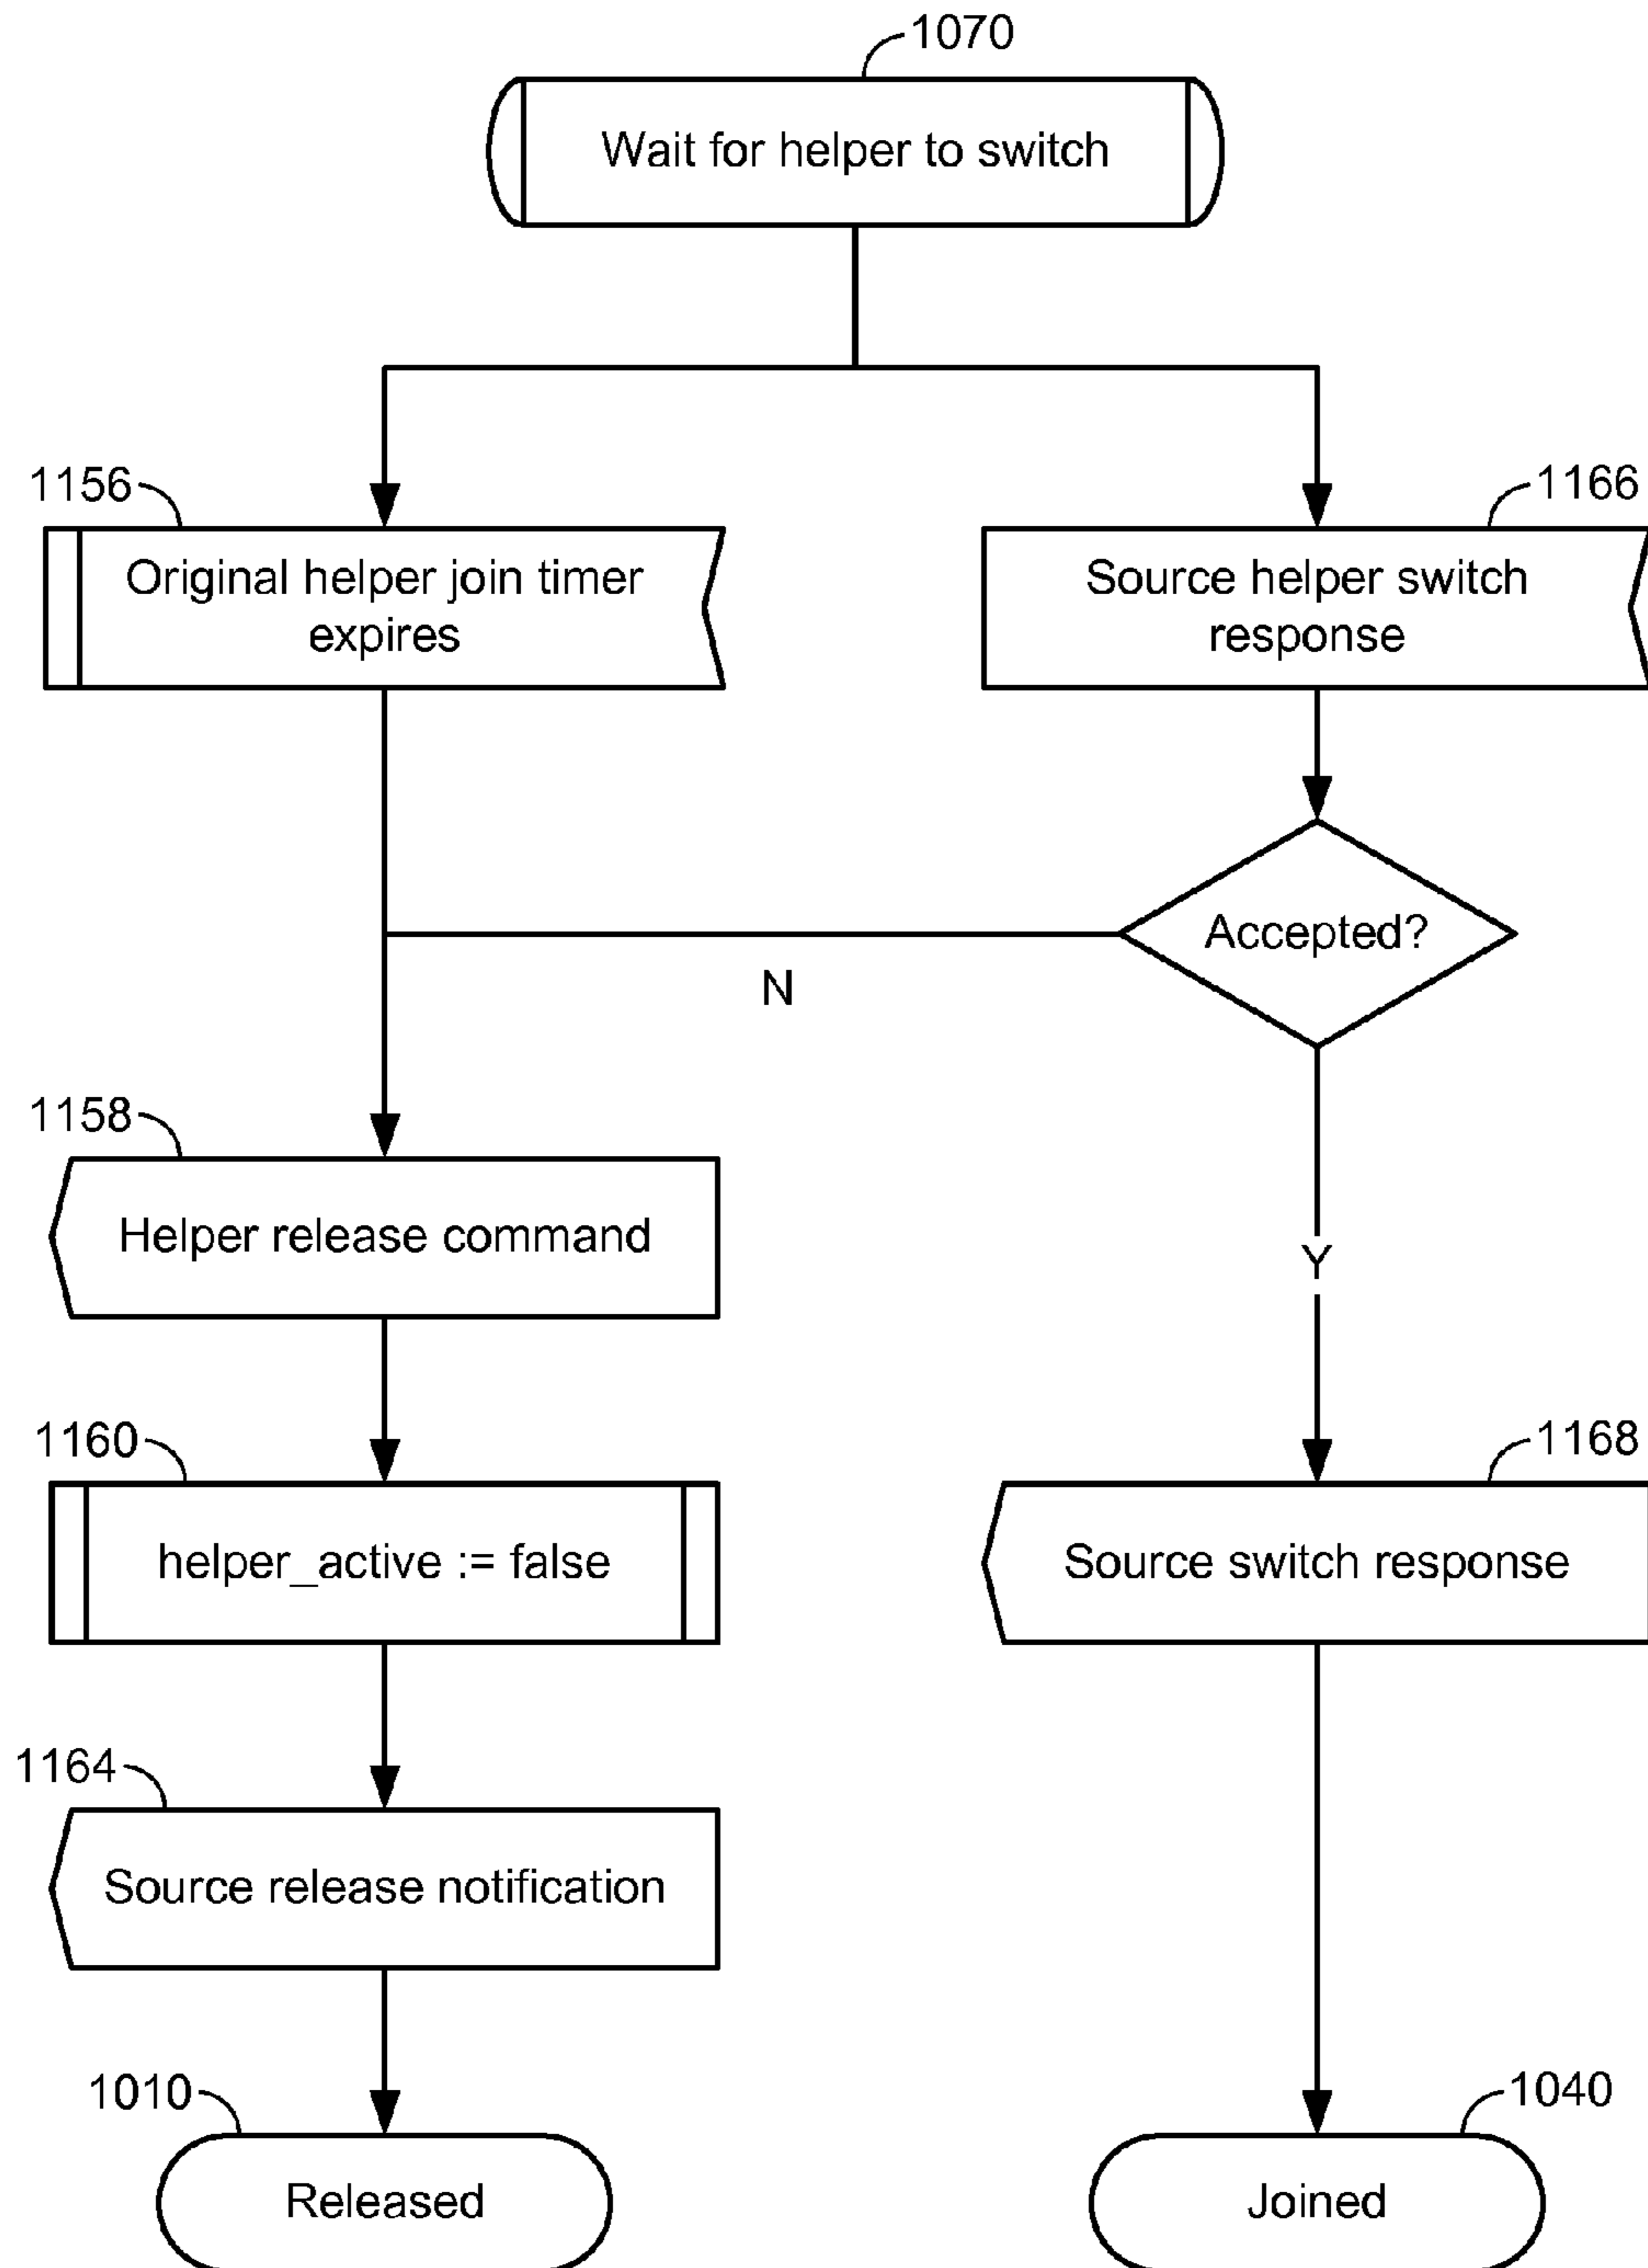 1070
Wait for helper to switch
1156
1166
Original helper join timer
expires
Source helper switch
response
Accepted?
N
1158
Helper release command
Y
1160
1168
helper_active := false
Source switch response
1164
Source release notification
1010
1040
Released
Joined